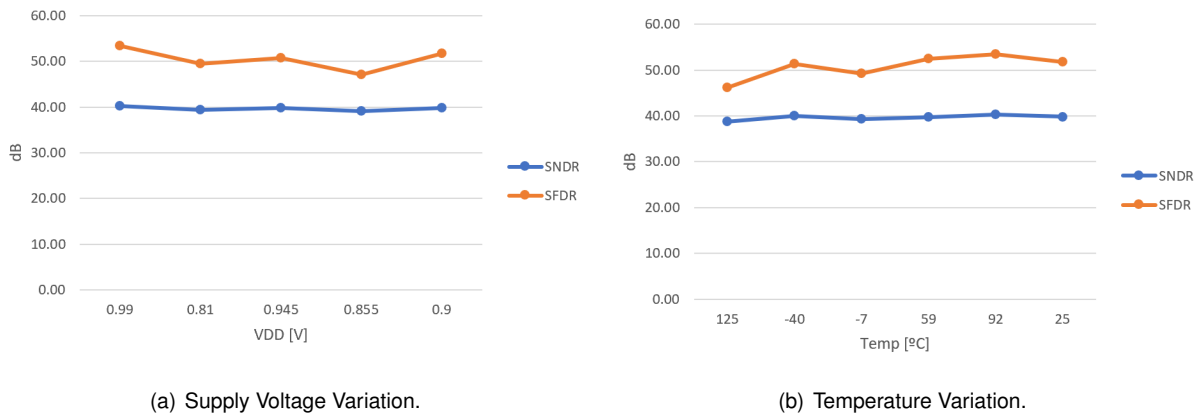 60.00
50.00
40.00
30.00
20.00
10.00
0.00
dB
0.99 0.81 0.945 0.855 0.9
VDD [V]
SNDR
SFDR
(a) Supply Voltage Variation.
60.00
50.00
40.00
30.00
20.00
10.00
0.00
dB
125 -40 -7 59 92 25
Temp [ºC]
SNDR
SFDR
(b) Temperature Variation.